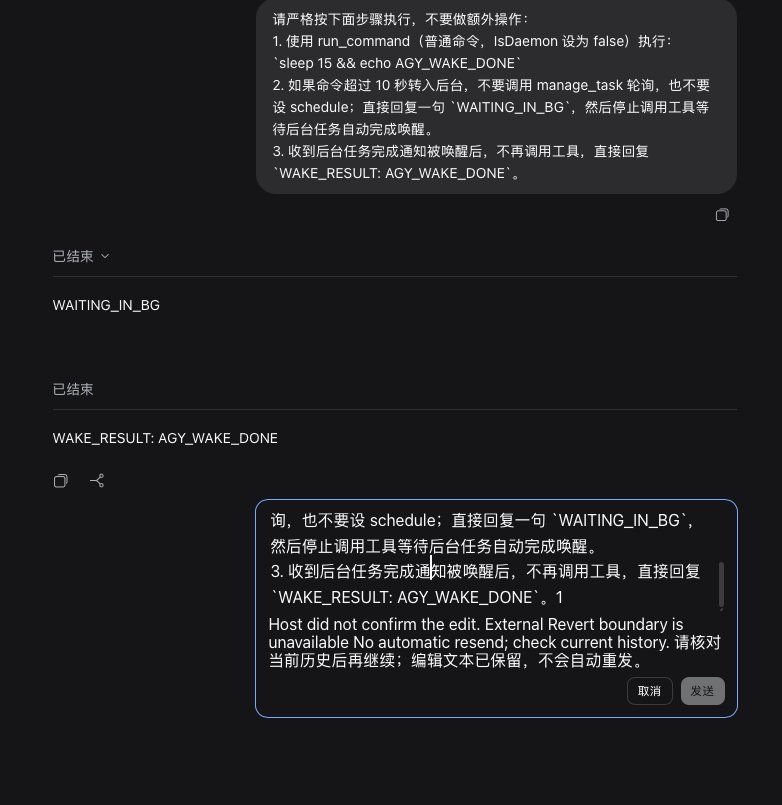 请严格按下面步骤执行，不要做额外操作：
1. 使用 run_command（普通命令，IsDaemon 设为 false）执行：
`sleep 15 && echo AGY_WAKE_DONE`
2. 如果命令超过 10 秒转入后台，不要调用 manage_task 轮询，也不要
设 schedule；直接回复一句 `WAITING_IN_BG`，然后停止调用工具等
待后台任务自动完成唤醒。
3. 收到后台任务完成通知被唤醒后，不再调用工具，直接回复
`WAKE_RESULT: AGY_WAKE_DONE`。
已结束
WAITING_IN_BG
已结束
WAKE_RESULT: AGY_WAKE_DONE
询，也不要设 schedule；直接回复一句 `WAITING_IN_BG`，
然后停止调用工具等待后台任务自动完成唤醒。
3. 收到后台任务完成通知被唤醒后，不再调用工具，直接回复
`WAKE_RESULT: AGY_WAKE_DONE`。1
Host did not confirm the edit. External Revert boundary is
unavailable No automatic resend; check current history. 请核对
当前历史后再继续；编辑文本已保留，不会自动重发。
取消
发送